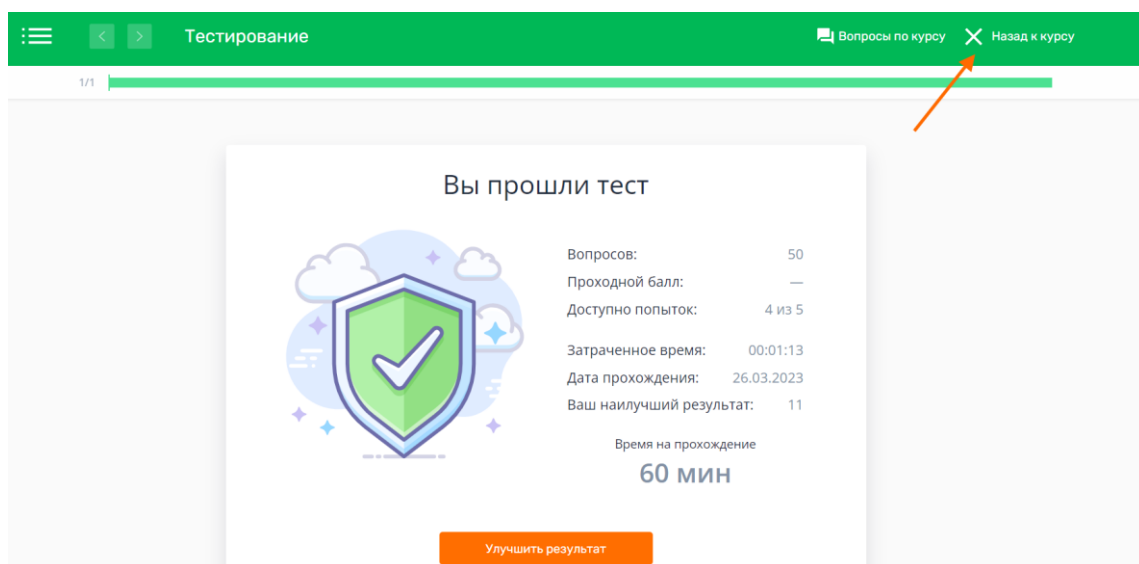 Тестирование
Вопросы по курсу
Назад к курсу
1/1
Вы прошли тест
Вопросов: 50
Проходной балл: —
Доступно попыток: 4 из 5
Затраченное время: 00:01:13
Дата прохождения: 26.03.2023
Ваш наилучший результат: 11
Время на прохождение
60 мин
Улучшить результат